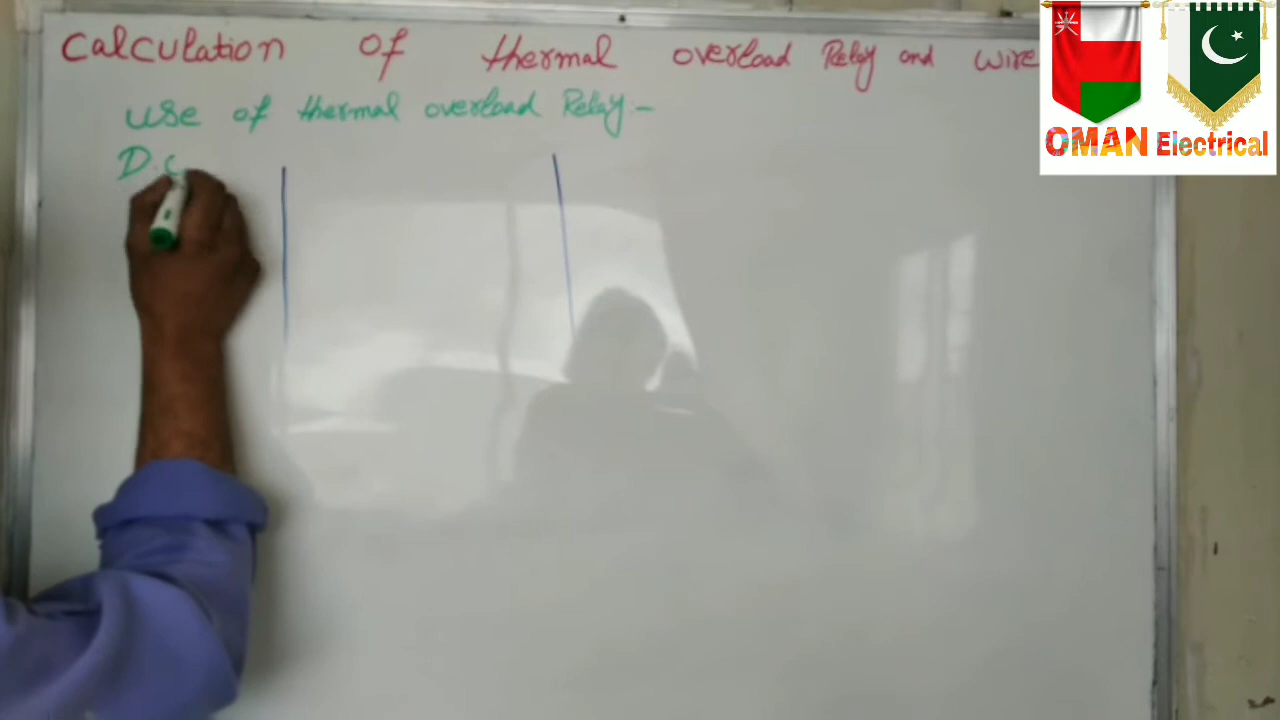 Calculation of thermal overload Relay and wire
use of thermal overload Relay. -
D.
OMAN Electrical